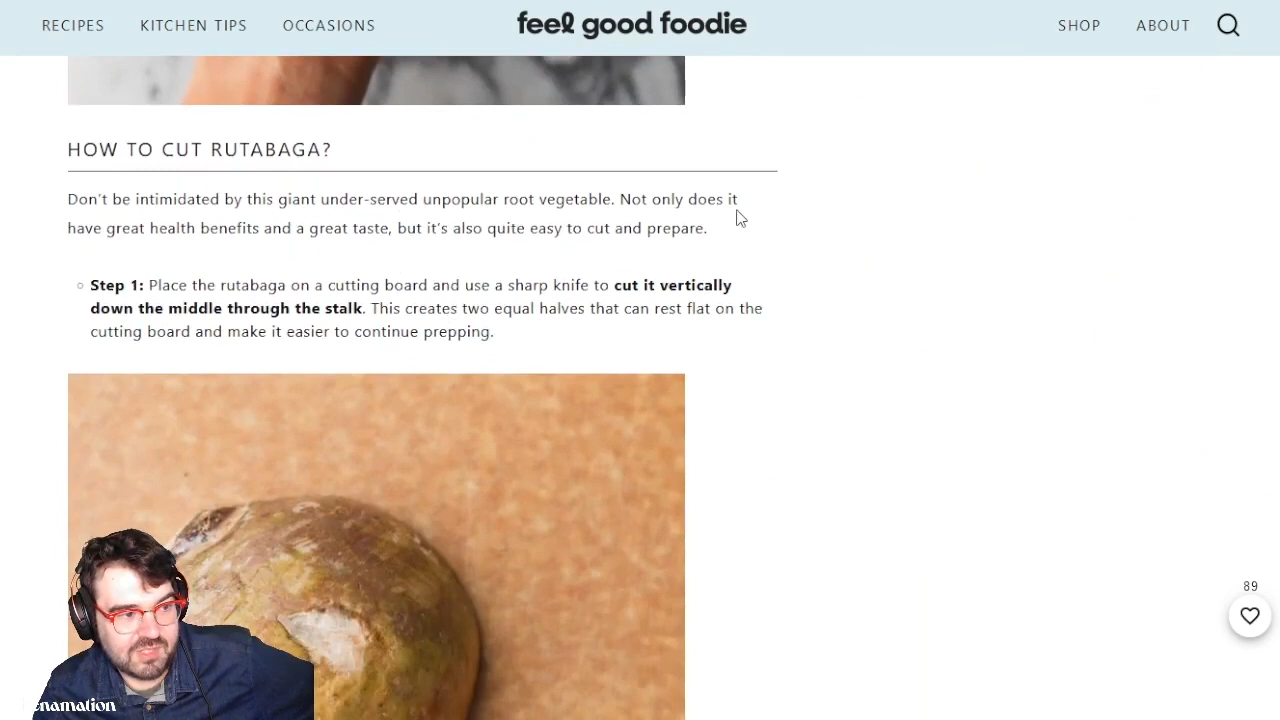 RECIPES KITCHEN TIPS OCCASIONS feel good foodie SHOP ABOUT
HOW TO CUT RUTABAGA?
Don't be intimidated by this giant under-served unpopular root vegetable. Not only does it
have great health benefits and a great taste, but it's also quite easy to cut and prepare.
Step 1: Place the rutabaga on a cutting board and use a sharp knife to cut it vertically
down the middle through the stalk. This creates two equal halves that can rest flat on the
cutting board and make it easier to continue prepping.
89